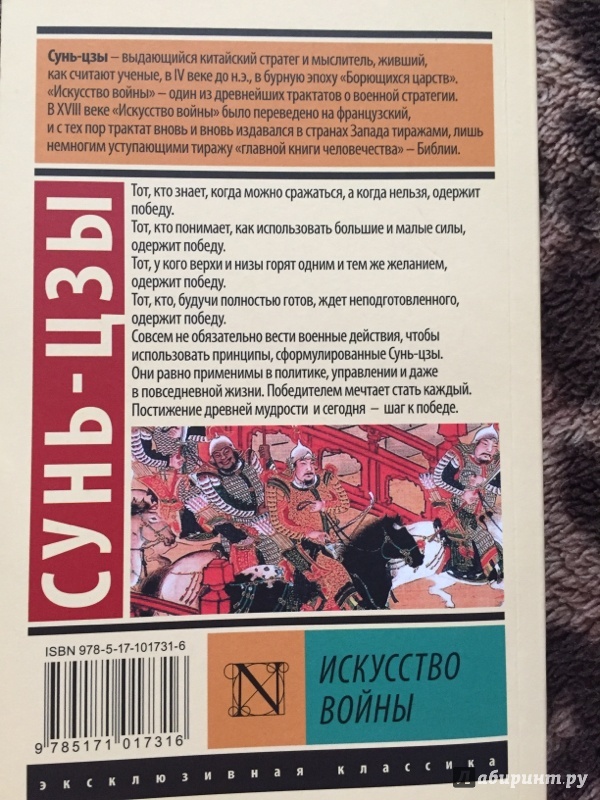 Сунь-цзы – выдающийся китайский стратег и мыслитель, живший,
как считают ученые, в IV веке до н.э., в бурную эпоху «Борющихся царств».
«Искусство войны» – один из древнейших трактатов о военной стратегии.
В XVIII веке «Искусство войны» было переведено на французский,
и с тех пор трактат вновь и вновь издавался в странах Запада тиражами, лишь
немногим уступающими тиражу «главной книги человечества» – Библии.
СУНЬ-ЦЗЫ
Тот, кто знает, когда можно сражаться, а когда нельзя, одержит
победу.
Тот, кто понимает, как использовать большие и малые силы,
одержит победу.
Тот, у кого верхи и низы горят одним и тем же желанием,
одержит победу.
Тот, кто, будучи полностью готов, ждет неподготовленного,
одержит победу.
Совсем не обязательно вести военные действия, чтобы
использовать принципы, сформулированные Сунь-цзы.
Они равно применимы в политике, управлении и даже
в повседневной жизни. Победителем мечтает стать каждый.
Постижение древней мудрости и сегодня – шаг к победе.
ISBN 978-5-17-101731-6
9 785171 017316
N
ИСКУССТВО
ВОЙНЫ
эксклюзивная классика
Лабиринт.ру